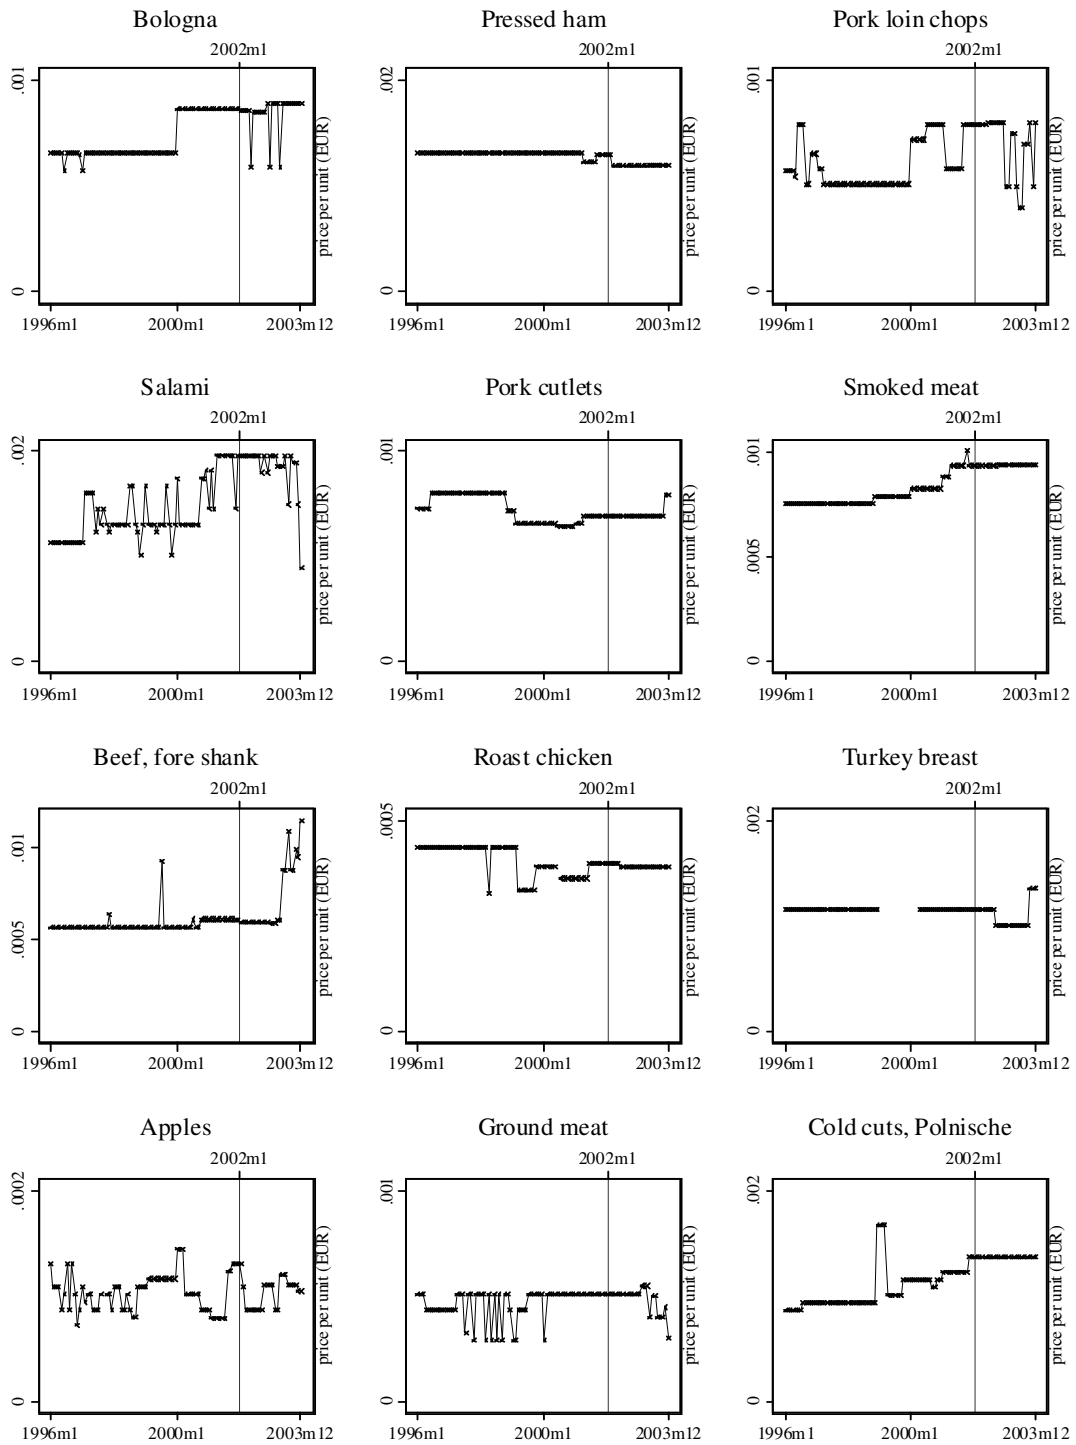 Bologna
2002m1
.001
0
price per unit (EUR)
1996m1 2000m1 2003m12
Pressed ham
2002m1
.002
0
price per unit (EUR)
1996m1 2000m1 2003m12
Pork loin chops
2002m1
.001
0
price per unit (EUR)
1996m1 2000m1 2003m12
Salami
2002m1
.002
0
price per unit (EUR)
1996m1 2000m1 2003m12
Pork cutlets
2002m1
.001
0
price per unit (EUR)
1996m1 2000m1 2003m12
Smoked meat
2002m1
.001
.0005
0
price per unit (EUR)
1996m1 2000m1 2003m12
Beef, fore shank
2002m1
.001
.0005
0
price per unit (EUR)
1996m1 2000m1 2003m12
Roast chicken
2002m1
.0005
0
price per unit (EUR)
1996m1 2000m1 2003m12
Turkey breast
2002m1
.002
0
price per unit (EUR)
1996m1 2000m1 2003m12
Apples
2002m1
.0002
0
price per unit (EUR)
1996m1 2000m1 2003m12
Ground meat
2002m1
.001
0
price per unit (EUR)
1996m1 2000m1 2003m12
Cold cuts, Polnische
2002m1
.002
0
price per unit (EUR)
1996m1 2000m1 2003m12